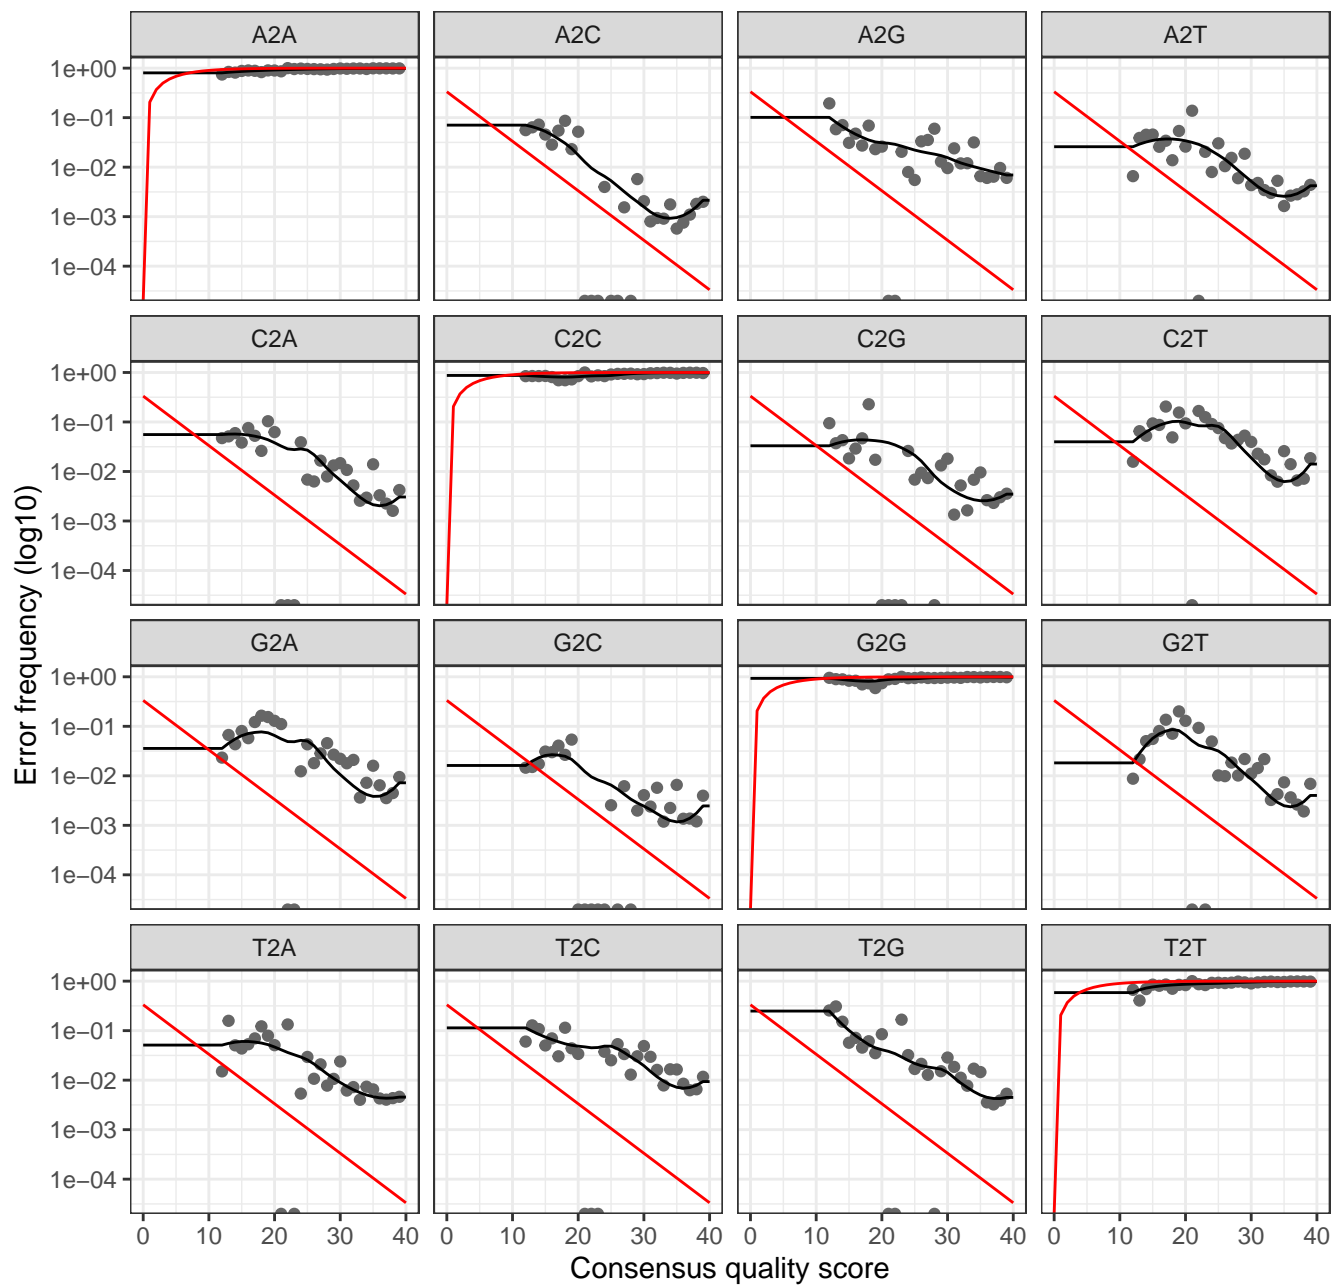 A2A A2C A2G A2T
1e+00
1e-01
1e-02
1e-03
1e-04
C2A C2C C2G C2T
1e+00
1e-01
1e-02
1e-03
1e-04
G2A G2C G2G G2T
1e+00
1e-01
1e-02
1e-03
1e-04
T2A T2C T2G T2T
1e+00
1e-01
1e-02
1e-03
1e-04
0 10 20 30 40 0 10 20 30 40 0 10 20 30 40 0 10 20 30 40
Consensus quality score
Error frequency (log10)